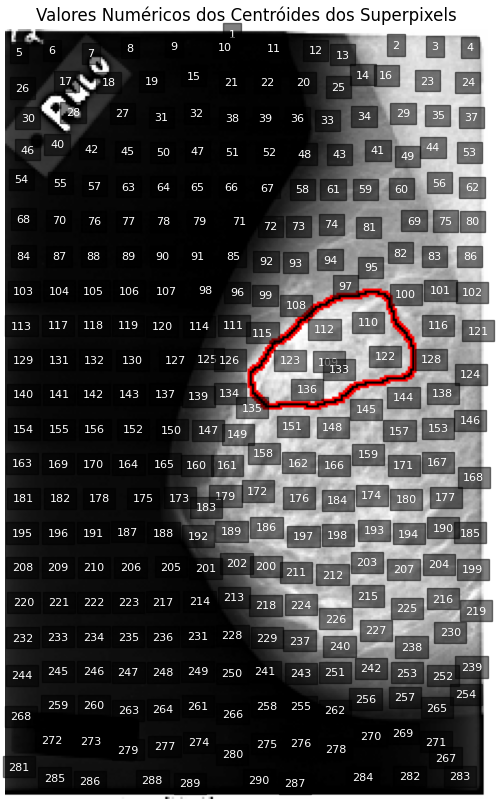 Valores Numéricos dos Centróides dos Superpixels
1
5 6 7 8 9 10 11 12 13 2 3 4
26 17 18 19 15 21 22 20 25 14 16 23 24
30 28 27 31 32 38 39 36 33 34 29 35 37
46 40 42 45 50 47 51 52 48 43 41 49 44 53
54 55 57 63 64 65 66 67 58 61 59 60 56 62
68 70 76 77 78 79 71 72 73 74 81 69 75 80
84 87 88 89 90 91 85 92 93 94 95 82 83 86
103 104 105 106 107 98 96 99 108 97 100 101 102
113 117 118 119 120 114 111 115 112 110 116 121
129 131 132 130 127 125 126 123 109 133 122 128 124
140 141 142 143 137 139 134 135 136 145 144 138 146
154 155 156 152 150 147 149 151 148 157 153
163 169 170 164 165 160 161 158 162 166 159 171 167 168
181 182 178 175 173 183 179 172 176 184 174 180 177
195 196 191 187 188 192 189 186 197 198 193 194 190 185
208 209 210 206 205 201 202 200 211 212 203 207 204 199
220 221 222 223 217 214 213 218 224 226 215 225 216 219
232 233 234 235 236 231 228 229 237 240 227 238 230
244 245 246 247 248 249 250 241 243 251 242 253 252 239
268 259 260 263 264 261 266 258 255 262 256 257 265 254
272 273 279 277 274 280 275 276 278 270 269 271 267
281 285 286 288 289 290 287 284 282 283